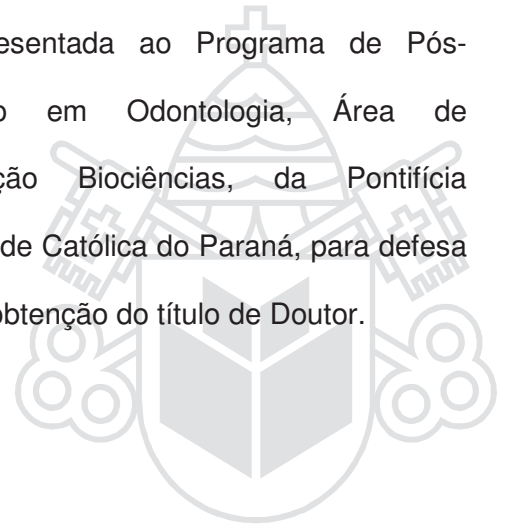 esentada ao Programa de Pós-
o em Odontologia, Área de
ção Biociências, da Pontifícia
de Católica do Paraná, para defesa
obtenção do título de Doutor.